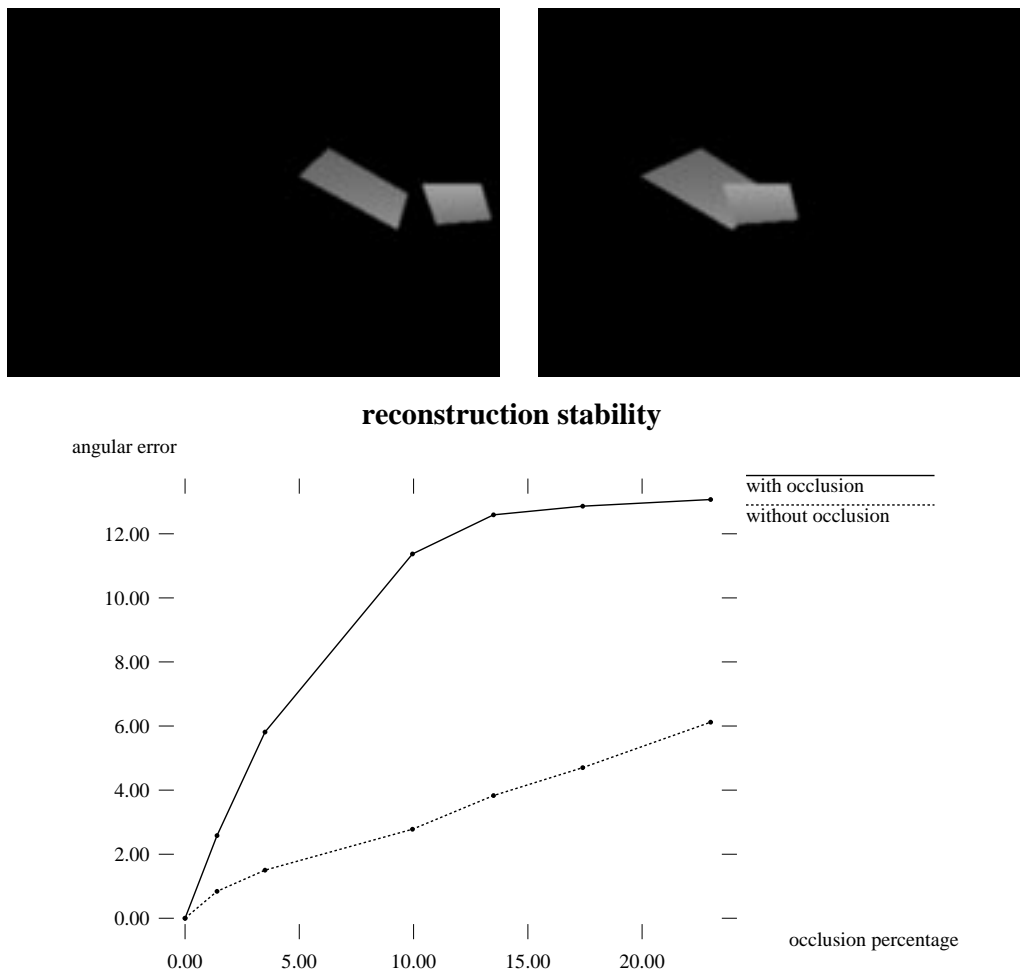 reconstruction stability
angular error
with occlusion
without occlusion
12.00
10.00
8.00
6.00
4.00
2.00
0.00
occlusion percentage
0.00 5.00 10.00 15.00 20.00